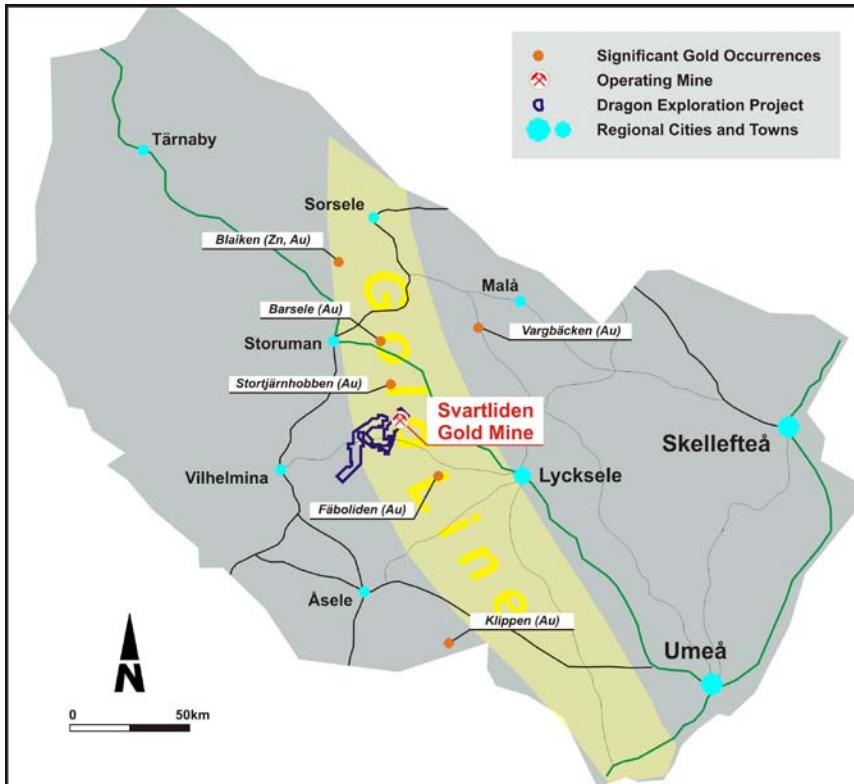 Significant Gold Occurrences
Operating Mine
Dragon Exploration Project
Regional Cities and Towns
Tärnaby
Sorsele
Blaiken (Zn, Au)
Malå
Barsele (Au)
Vargbäcken (Au)
Storuman
Stortjärnhobben (Au)
Svartliden
Gold Mine
Skellefteå
Vilhelmina
Lycksele
Fäboliden (Au)
Gold Line
Åsele
Klippen (Au)
Umeå
N
0 50km